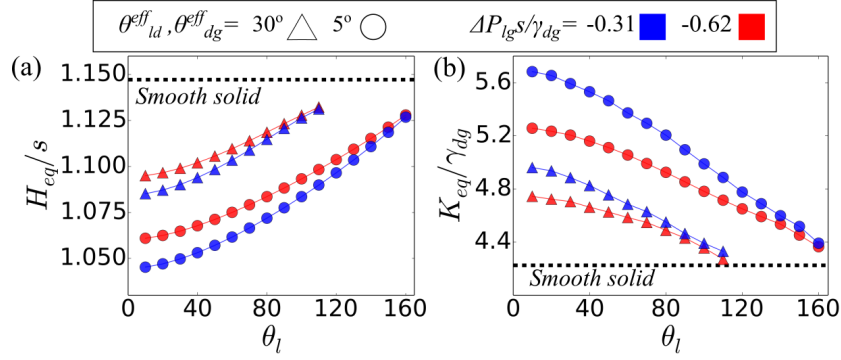 θ^eff_ld ,θ^eff_dg= 30º △ 5º ○ ΔP_lg s/γ_dg= -0.31 -0.62
(a)
H_eq/s
1.150
1.125
1.100
1.075
1.050
Smooth solid
0 40 80 120 160
θ_l
(b)
K_eq/γ_dg
5.6
5.2
4.8
4.4
Smooth solid
0 40 80 120 160
θ_l